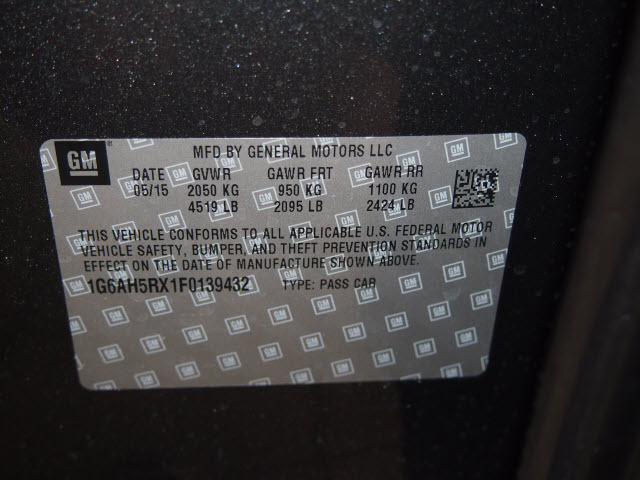 GM MFD BY GENERAL MOTORS LLC
DATE GVWR GAWR FRT GAWR RR
05/15 2050 KG 950 KG 1100 KG
4519 LB 2095 LB 2424 LB
THIS VEHICLE CONFORMS TO ALL APPLICABLE U.S. FEDERAL MOTOR
VEHICLE SAFETY, BUMPER, AND THEFT PREVENTION STANDARDS IN
EFFECT ON THE DATE OF MANUFACTURE SHOWN ABOVE.
1G6AH5RX1F0139432 TYPE: PASS CAR